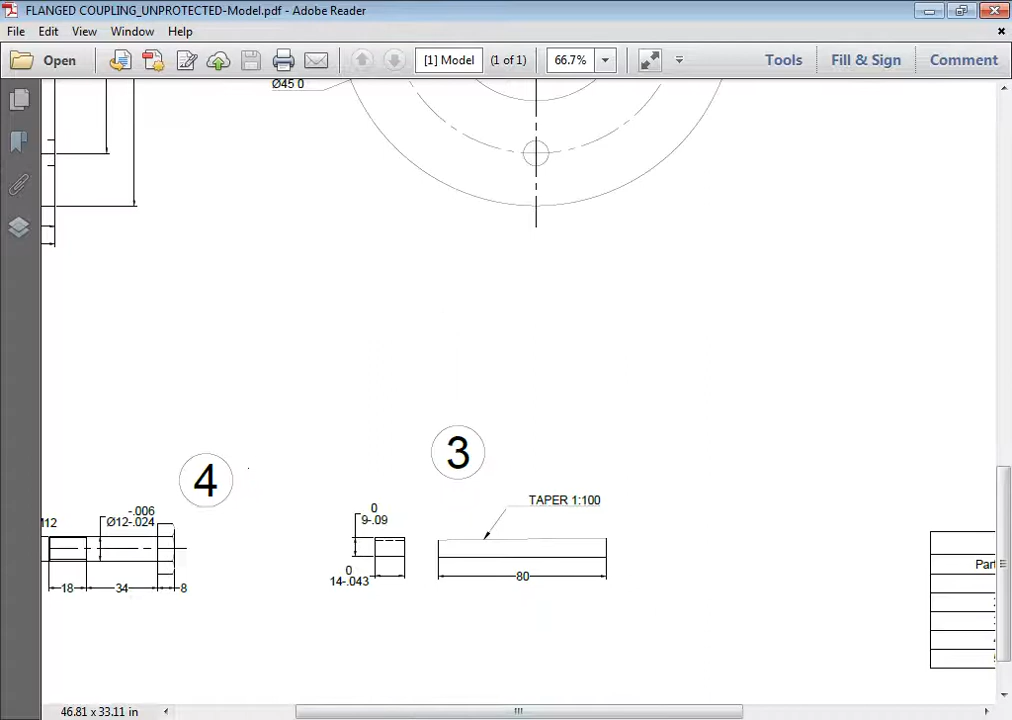 FLANGED COUPLING_UNPROTECTED-Model.pdf - Adobe Reader
File Edit View Window Help
Open
[1] Model
(1 of 1)
66.7%
Tools
Fill & Sign
Comment
Ø45 0
3
4
TAPER 1:100
-.006
Ø12-.024
0
9-.09
0
14-.043
80
18
34
8
46.81 x 33.11 in